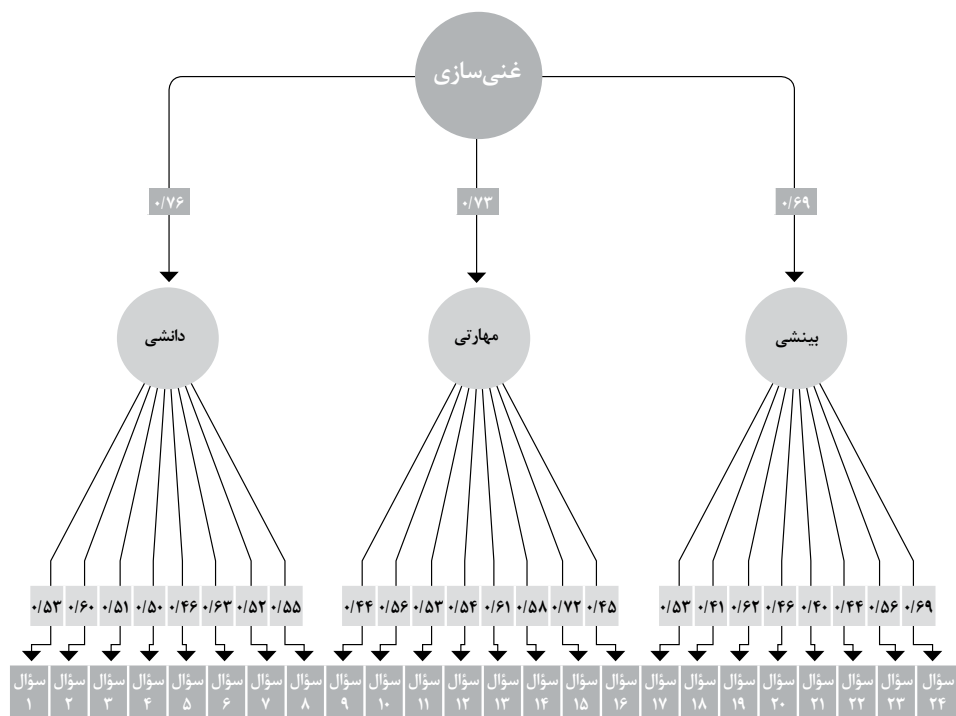 غنی‌سازی
۰/۷۶ ۰/۷۳ ۰/۶۹
دانشی مهارتی بینشی
۰/۵۳ ۰/۶۰ ۰/۵۱ ۰/۵۰ ۰/۴۶ ۰/۶۳ ۰/۵۲ ۰/۵۵ ۰/۴۴ ۰/۵۶ ۰/۵۳ ۰/۵۴ ۰/۶۱ ۰/۵۸ ۰/۷۲ ۰/۴۵ ۰/۵۳ ۰/۴۱ ۰/۶۲ ۰/۴۶ ۰/۴۰ ۰/۴۴ ۰/۵۶ ۰/۶۹
سؤال سؤال سؤال سؤال سؤال سؤال سؤال سؤال سؤال سؤال سؤال سؤال سؤال سؤال سؤال سؤال سؤال سؤال سؤال سؤال سؤال سؤال سؤال سؤال
۱ ۲ ۳ ۴ ۵ ۶ ۷ ۸ ۹ ۱۰ ۱۱ ۱۲ ۱۳ ۱۴ ۱۵ ۱۶ ۱۷ ۱۸ ۱۹ ۲۰ ۲۱ ۲۲ ۲۳ ۲۴